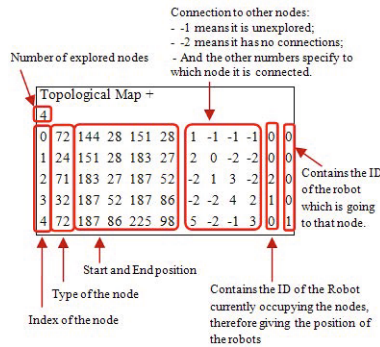 Connection to other nodes:
- -1 means it is unexplored;
- -2 means it has no connections;
- And the other numbers specify to
which node it is connected.
Number of explored nodes
Topological Map +
4
0 72 144 28 151 28 1 -1 -1 -1 0 0
1 24 151 28 183 27 2 0 -2 -2 0 0
2 71 183 27 187 52 -2 1 3 -2 2 0
3 32 187 52 187 86 -2 -2 4 2 1 0
4 72 187 86 225 98 5 -2 -1 3 0 1
Contains the ID
of the robot
which is going
to that node.
Start and End position
Type of the node
Index of the node
Contains the ID of the Robot
currently occupying the nodes,
therefore giving the position of
the robots